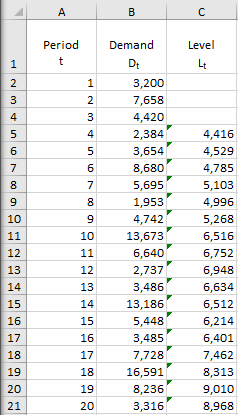 A B C
1 Period t Demand Dt Level Lt
2 1 3,200
3 2 7,658
4 3 4,420
5 4 2,384 4,416
6 5 3,654 4,529
7 6 8,680 4,785
8 7 5,695 5,103
9 8 1,953 4,996
10 9 4,742 5,268
11 10 13,673 6,516
12 11 6,640 6,752
13 12 2,737 6,948
14 13 3,486 6,634
15 14 13,186 6,512
16 15 5,448 6,214
17 16 3,485 6,401
18 17 7,728 7,462
19 18 16,591 8,313
20 19 8,236 9,010
21 20 3,316 8,968